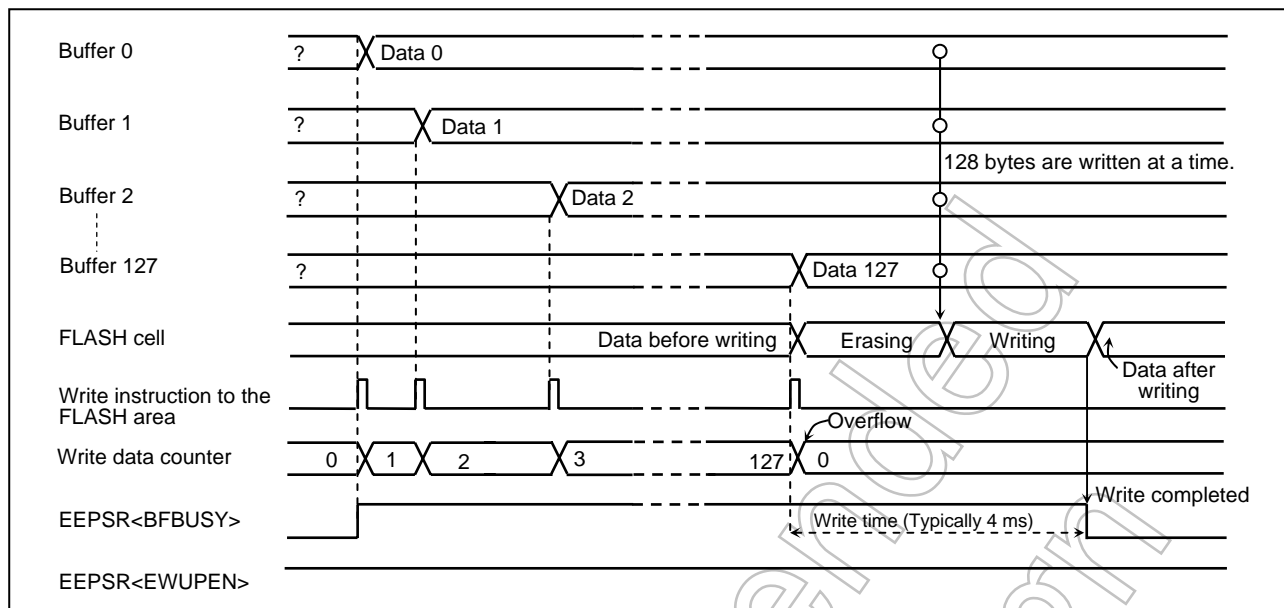 Buffer 0
? Data 0
Buffer 1
? Data 1
128 bytes are written at a time.
Buffer 2
? Data 2
Buffer 127
? Data 127
FLASH cell
Data before writing Erasing Writing
Data after
writing
Write instruction to the
FLASH area
Overflow
Write data counter
0 1 2 3 127 0
Write completed
EEPSR<BFBUSY>
Write time (Typically 4 ms)
EEPSR<EWUPEN>